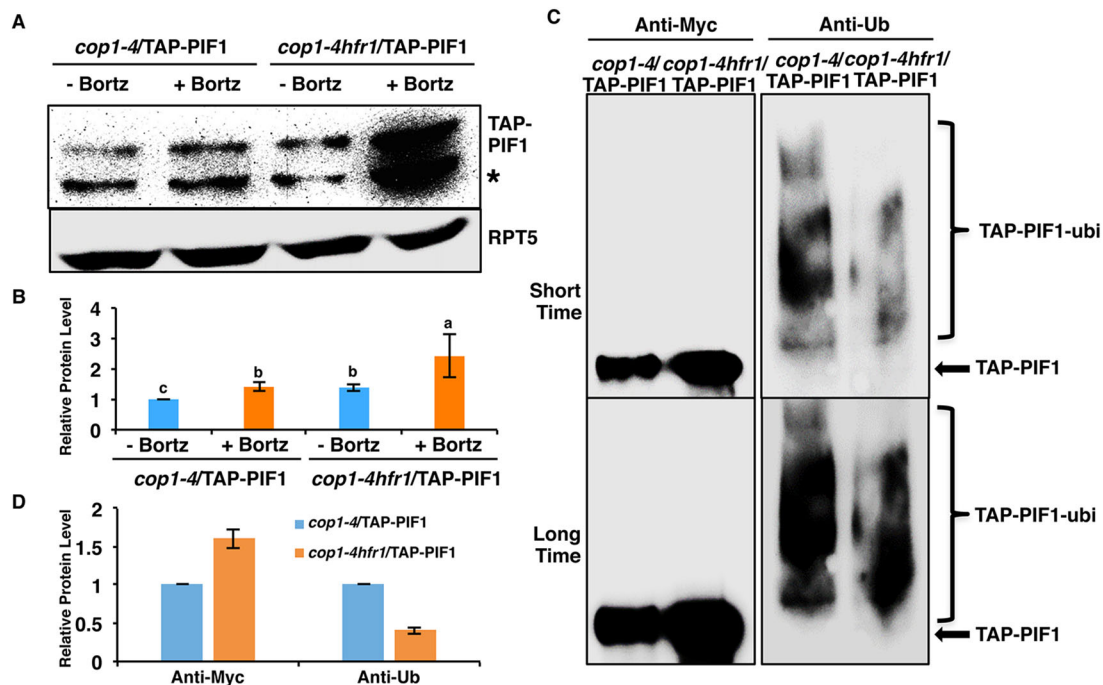 A
cop1-4/TAP-PIF1 cop1-4hfr1/TAP-PIF1
- Bortz + Bortz - Bortz + Bortz
TAP-
PIF1
*
RPT5
B
Relative Protein Level
4
3
2
1
0
c b b a
- Bortz + Bortz - Bortz + Bortz
cop1-4/TAP-PIF1 cop1-4hfr1/TAP-PIF1
D
Relative Protein Level
2
1.5
1
0.5
0
cop1-4/TAP-PIF1
cop1-4hfr1/TAP-PIF1
Anti-Myc Anti-Ub
C
Anti-Myc Anti-Ub
cop1-4/ cop1-4hfr1/ cop1-4/ cop1-4hfr1/
TAP-PIF1 TAP-PIF1 TAP-PIF1 TAP-PIF1
Short
Time
TAP-PIF1-ubi
TAP-PIF1
Long
Time
TAP-PIF1-ubi
TAP-PIF1